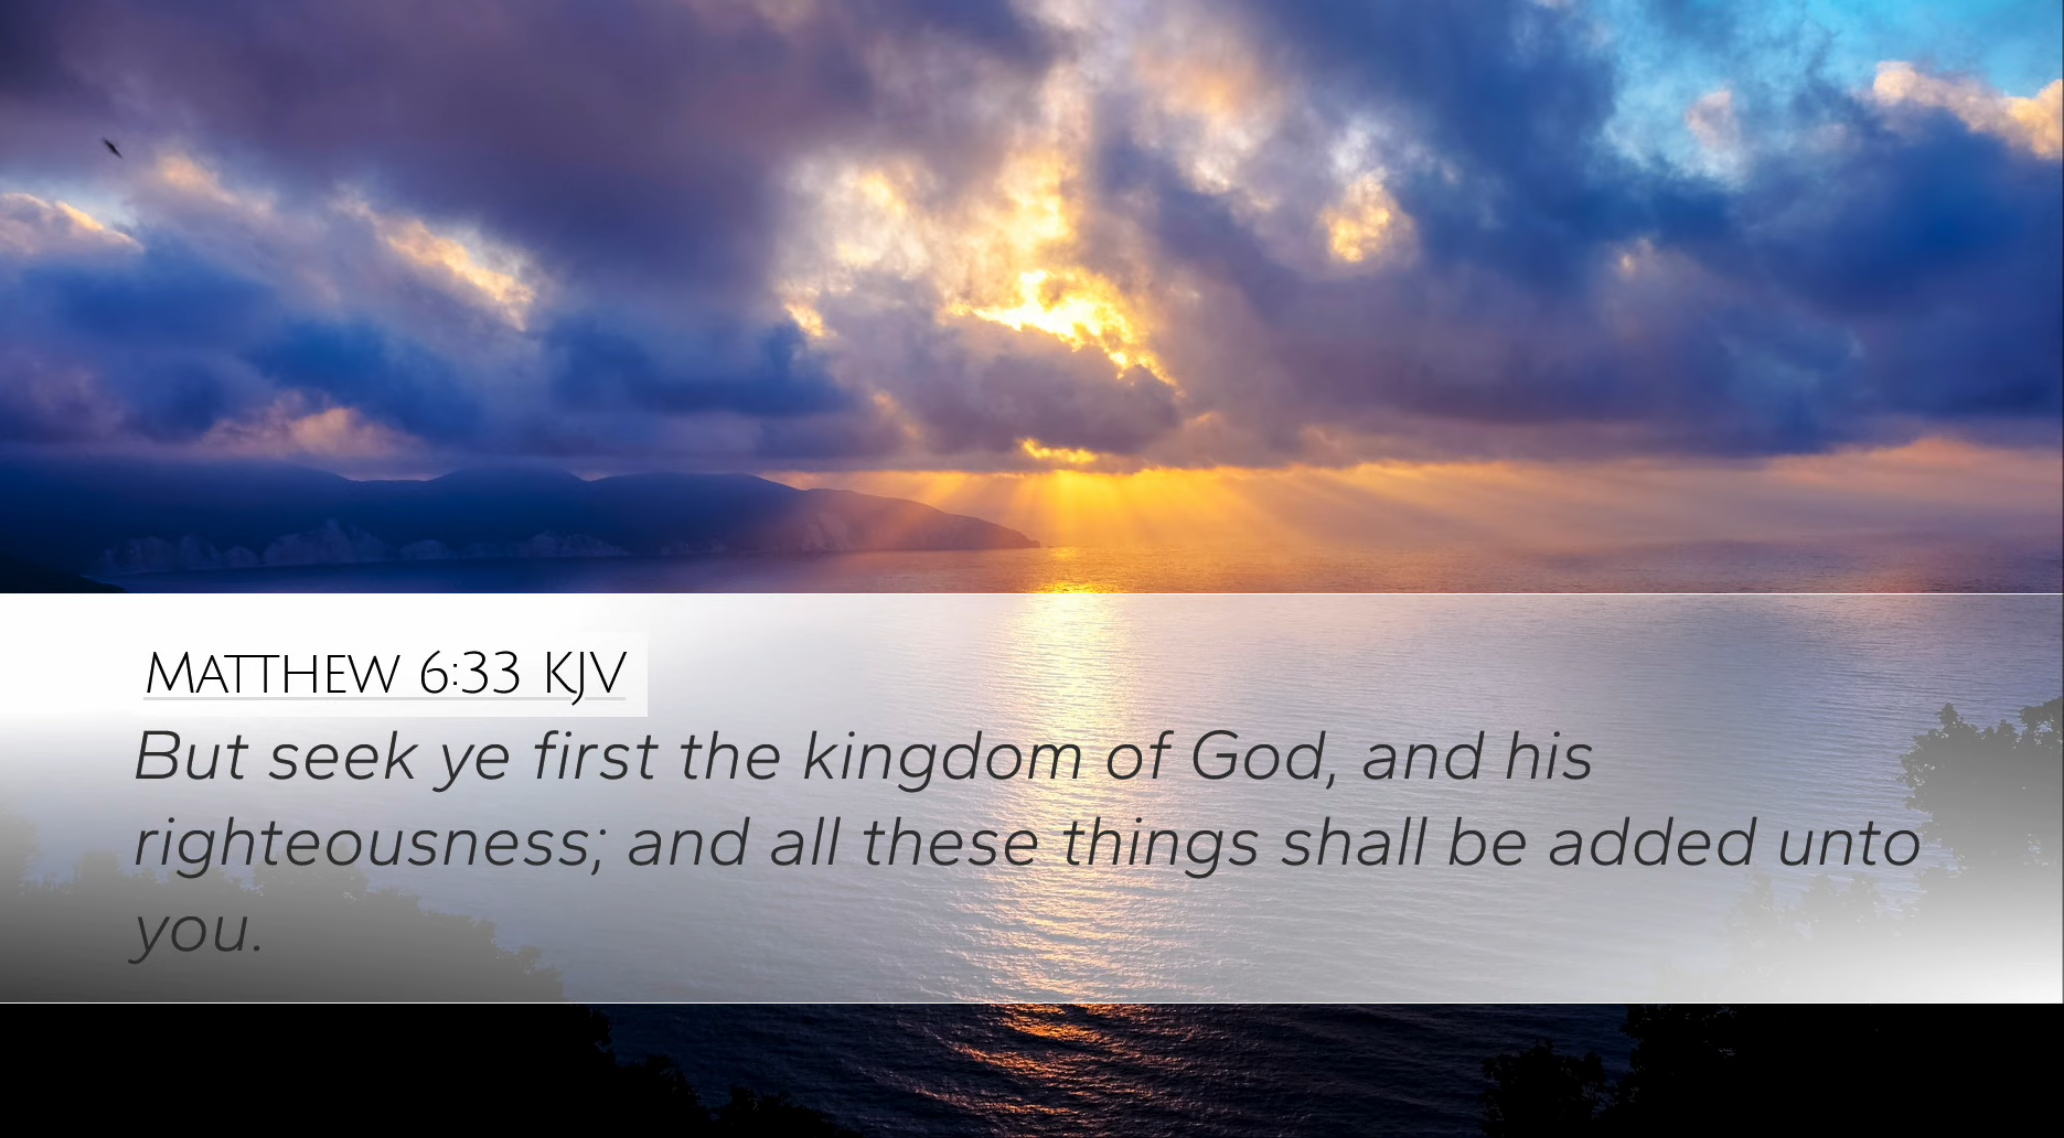 MATTHEW 6:33 KJV
But seek ye first the kingdom of God, and his
righteousness; and all these things shall be added unto
you.